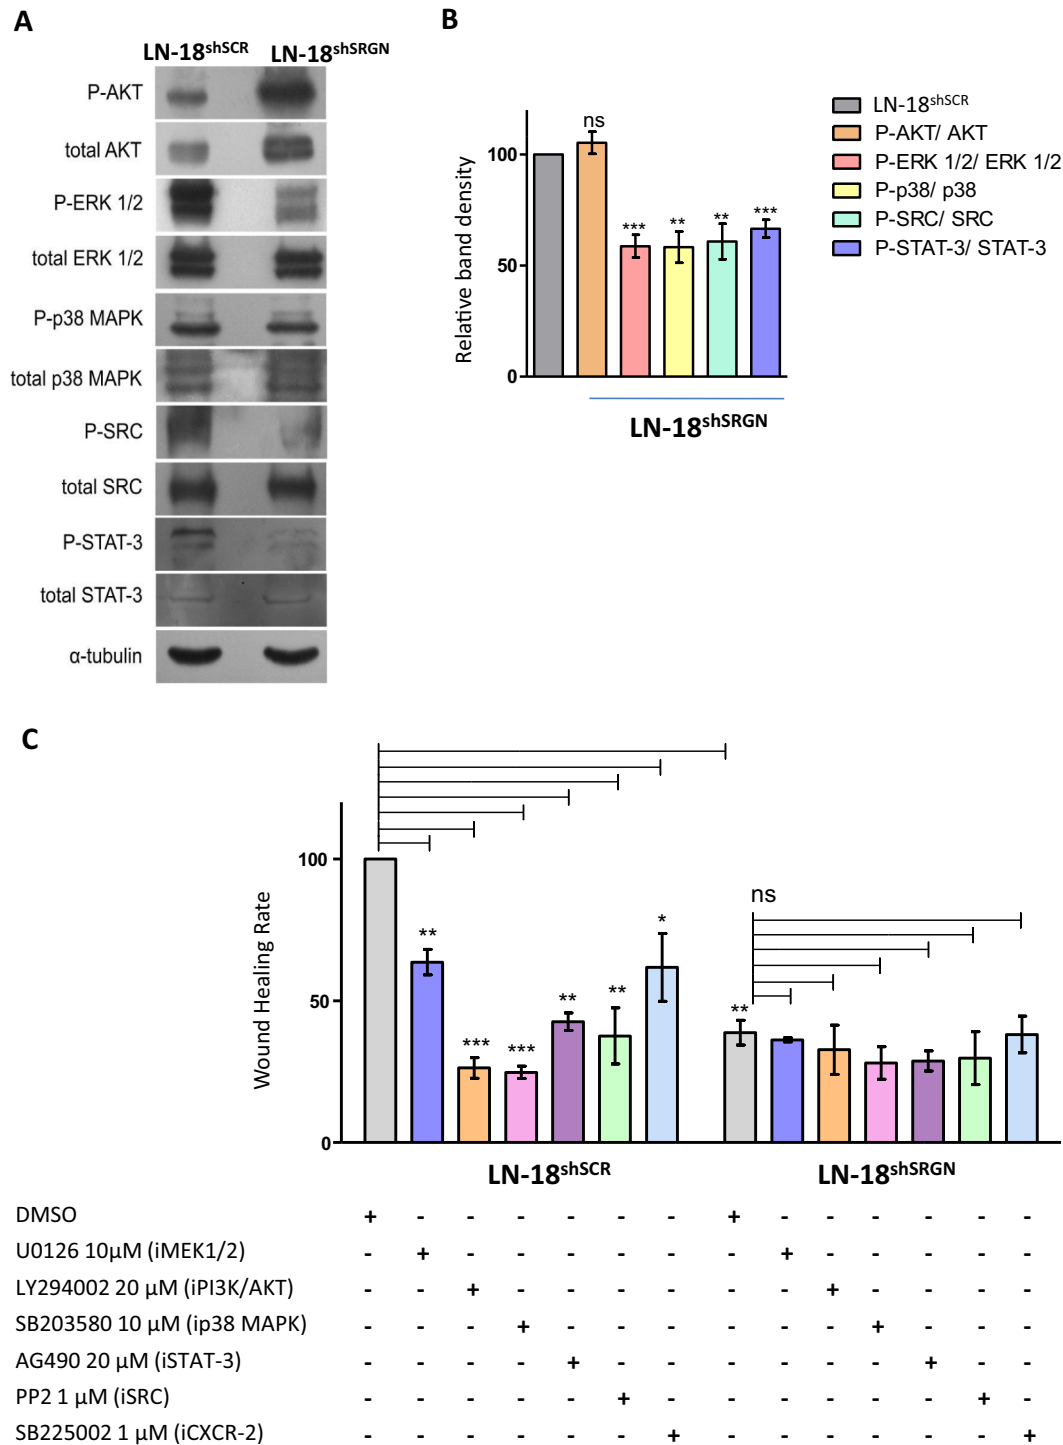 A
LN-18shSCR LN-18shSRGN
P-AKT
total AKT
P-ERK 1/2
total ERK 1/2
P-p38 MAPK
total p38 MAPK
P-SRC
total SRC
P-STAT-3
total STAT-3
α-tubulin
B
Relative band density
100
50
0
ns
*** ** ** ***
LN-18shSRGN
LN-18shSCR
P-AKT/ AKT
P-ERK 1/2/ ERK 1/2
P-p38/ p38
P-SRC/ SRC
P-STAT-3/ STAT-3
C
Wound Healing Rate
100
50
0
** *** *** ** ** *
ns
**
LN-18shSCR LN-18shSRGN
DMSO + - - - - - - + - - - - - -
U0126 10µM (iMEK1/2) - + - - - - - - + - - - - -
LY294002 20 µM (iPI3K/AKT) - - + - - - - - - + - - - -
SB203580 10 µM (ip38 MAPK) - - - + - - - - - - + - - -
AG490 20 µM (iSTAT-3) - - - - + - - - - - - + - -
PP2 1 µM (iSRC) - - - - - + - - - - - - + -
SB225002 1 µM (iCXCR-2) - - - - - - + - - - - - - +